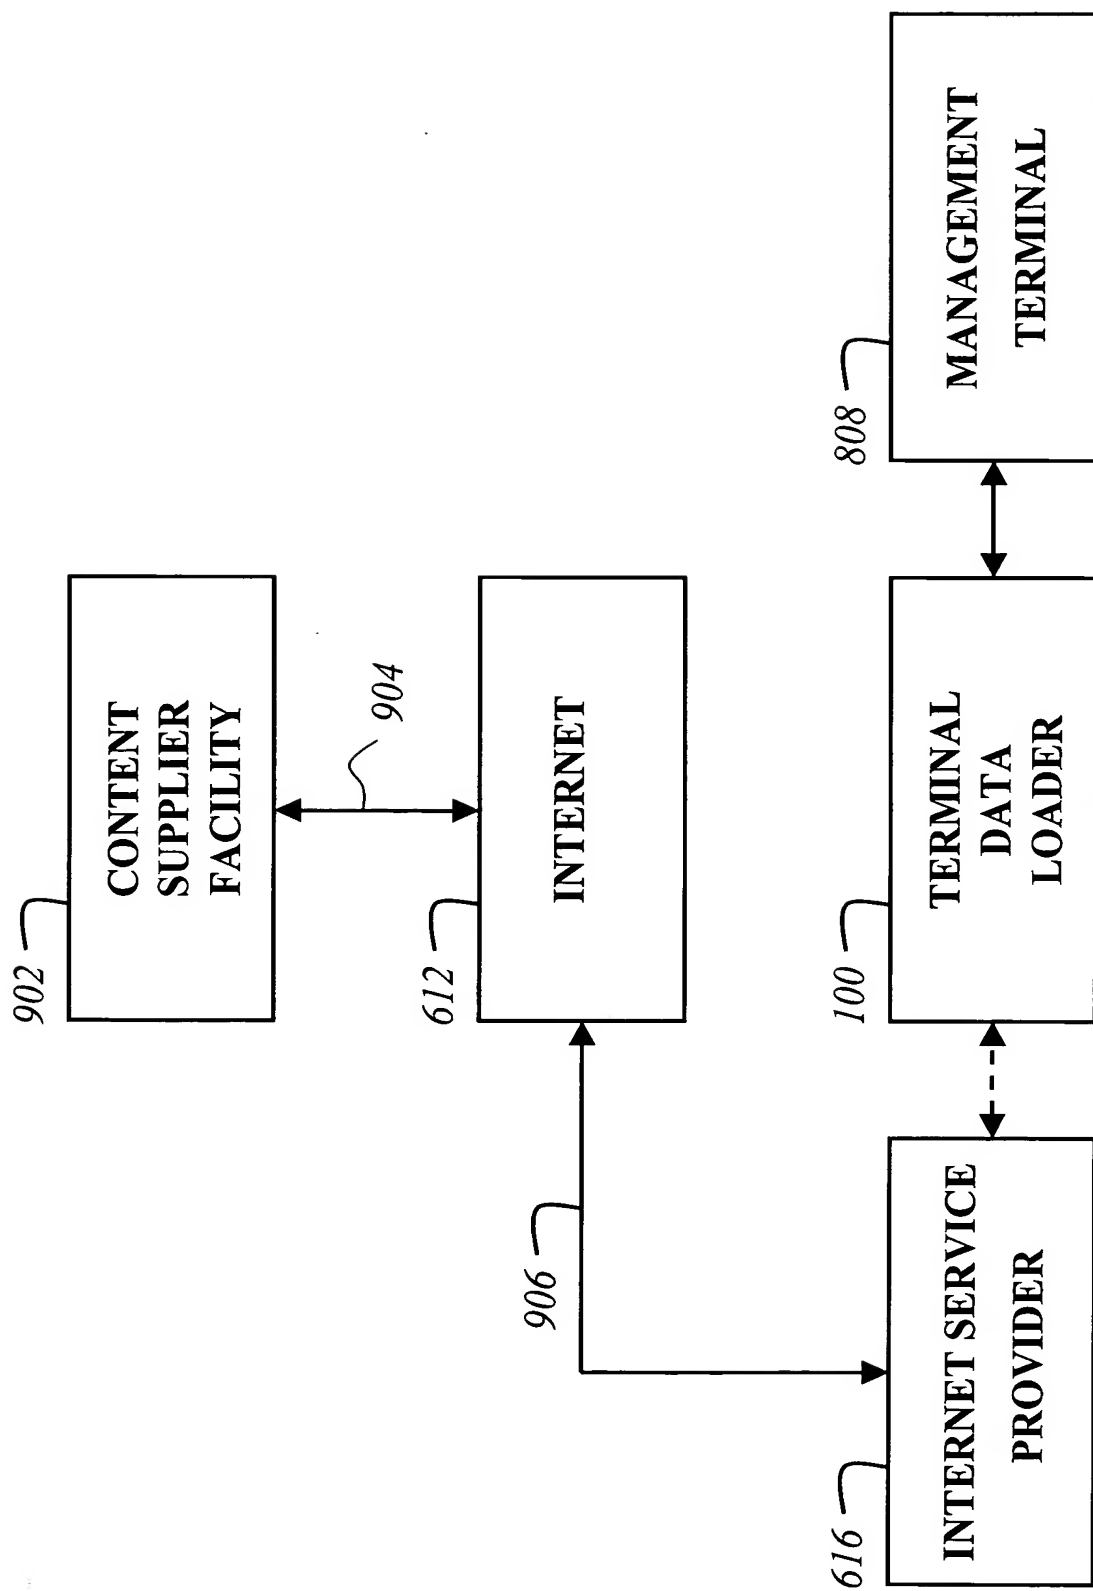 902
CONTENT
SUPPLIER
FACILITY
904
612
INTERNET
906
616
INTERNET SERVICE
PROVIDER
100
TERMINAL
DATA
LOADER
808
MANAGEMENT
TERMINAL